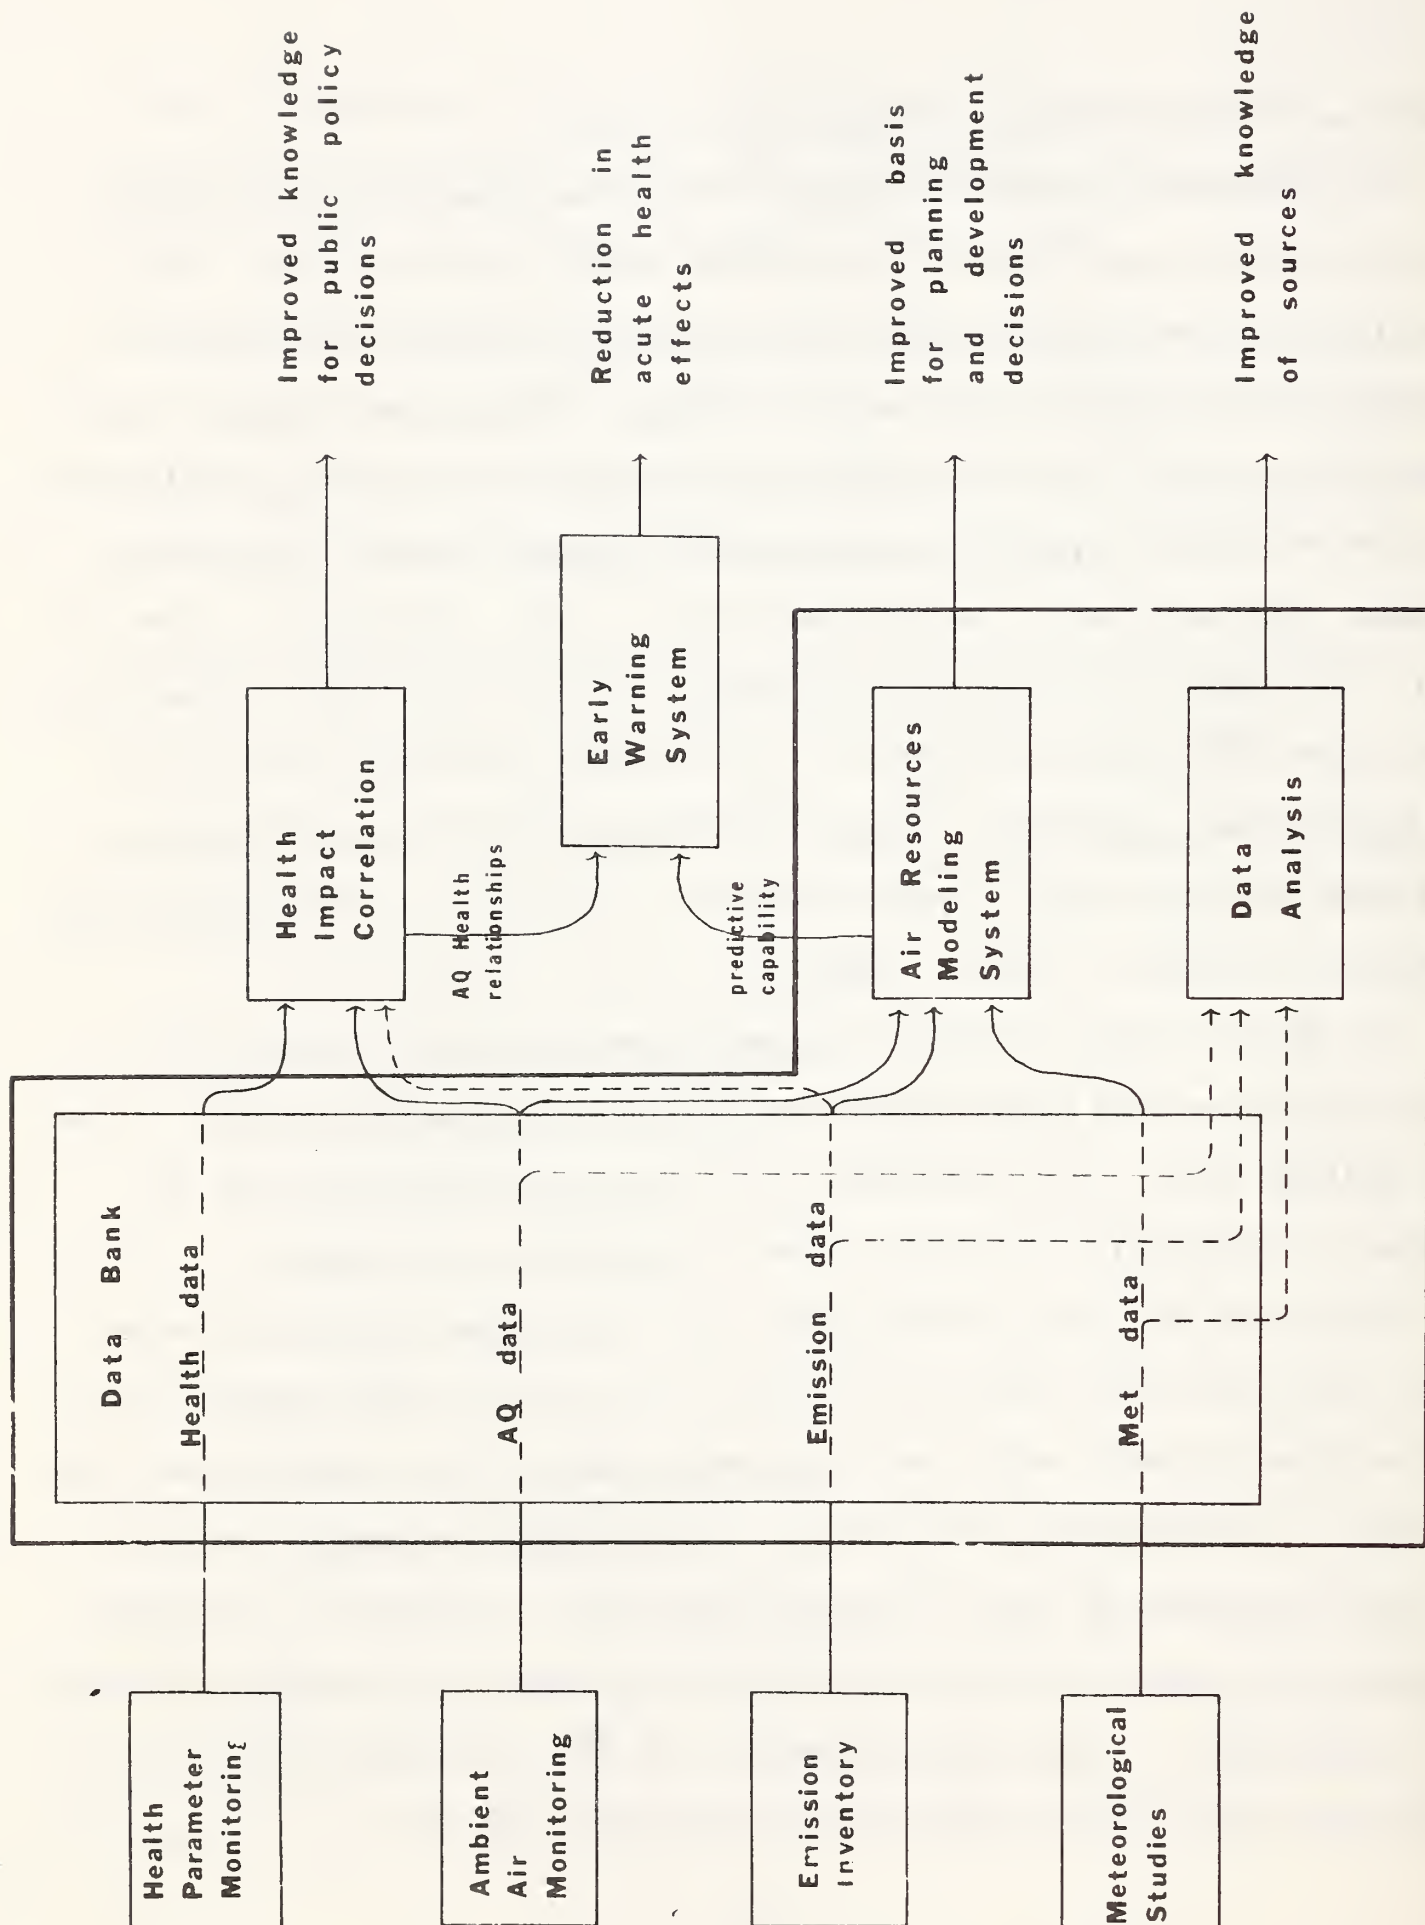 Health
Parameter
Monitoring
Ambient
Air
Monitoring
Emission
Inventory
Meteorological
Studies
Data Bank
Health data
AQ data
Emission data
Met data
Health
Impact
Correlation
AQ Health
relationships
Early
Warning
System
predictive
capability
Air Resources
Modeling
System
Data
Analysis
Improved knowledge
for public policy
decisions
Reduction in
acute health
effects
Improved basis
for planning
and development
decisions
Improved knowledge
of sources